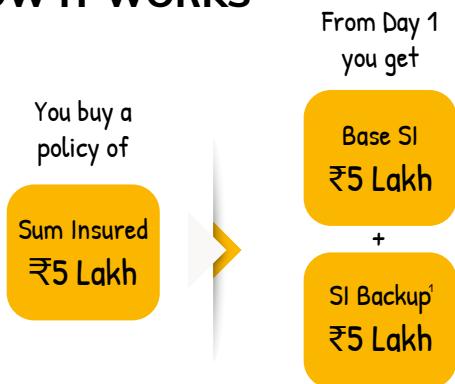 From Day 1
you get
You buy a
policy of
Sum Insured
₹5 Lakh
Base SI
₹5 Lakh
+
SI Backup¹
₹5 Lakh